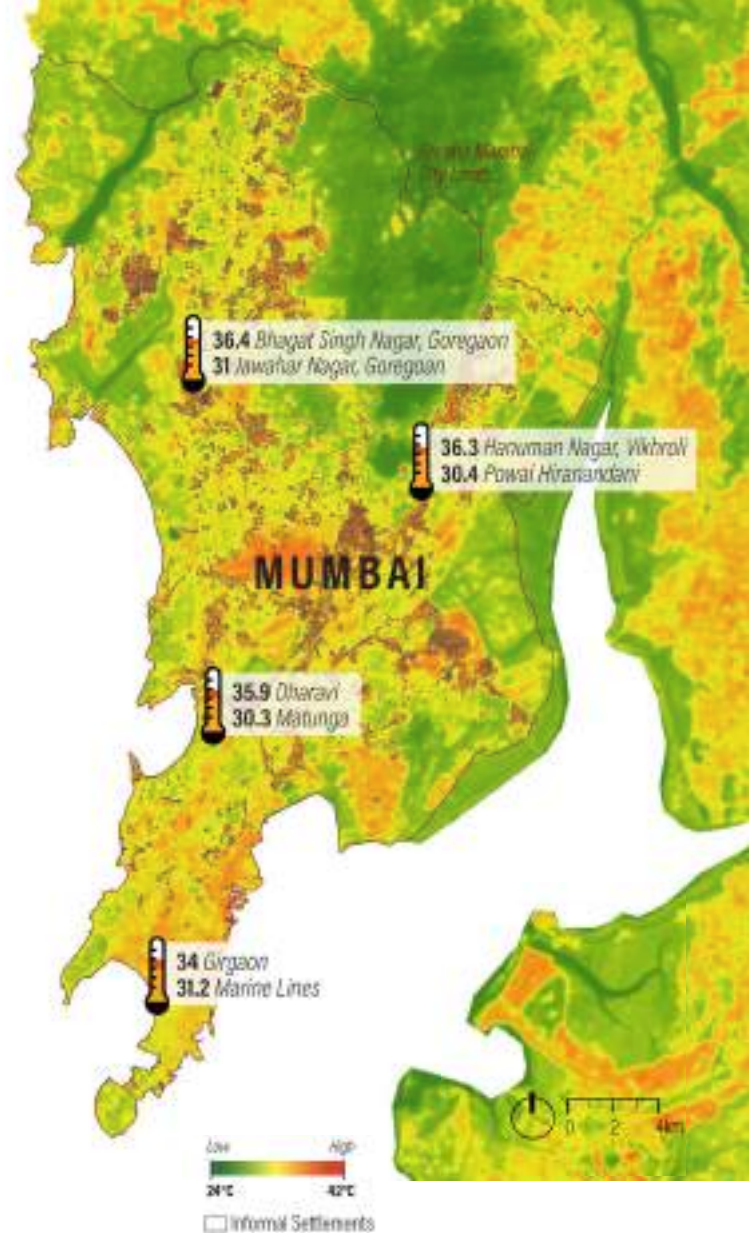 36.4 Bhagat Singh Nagar, Goregaon
31 Jawahar Nagar, Goregoan
36.3 Hanuman Nagar, Vikhroli
30.4 Powai Hiranandani
MUMBAI
35.9 Dharavi
30.3 Matunga
34 Girgaon
31.2 Marine Lines
0 2 4km
Low High
24°C 42°C
Informal Settlements